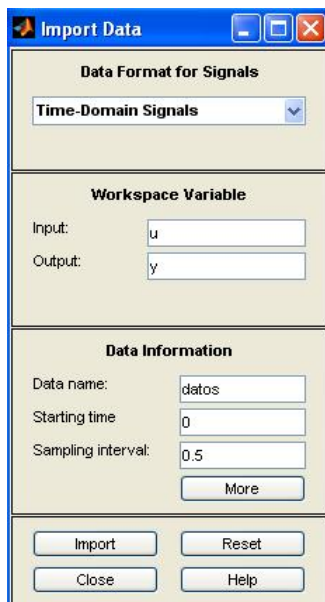 Import Data
Data Format for Signals
Time-Domain Signals
Workspace Variable
Input: u
Output: y
Data Information
Data name: datos
Starting time 0
Sampling interval: 0.5
More
Import Reset
Close Help